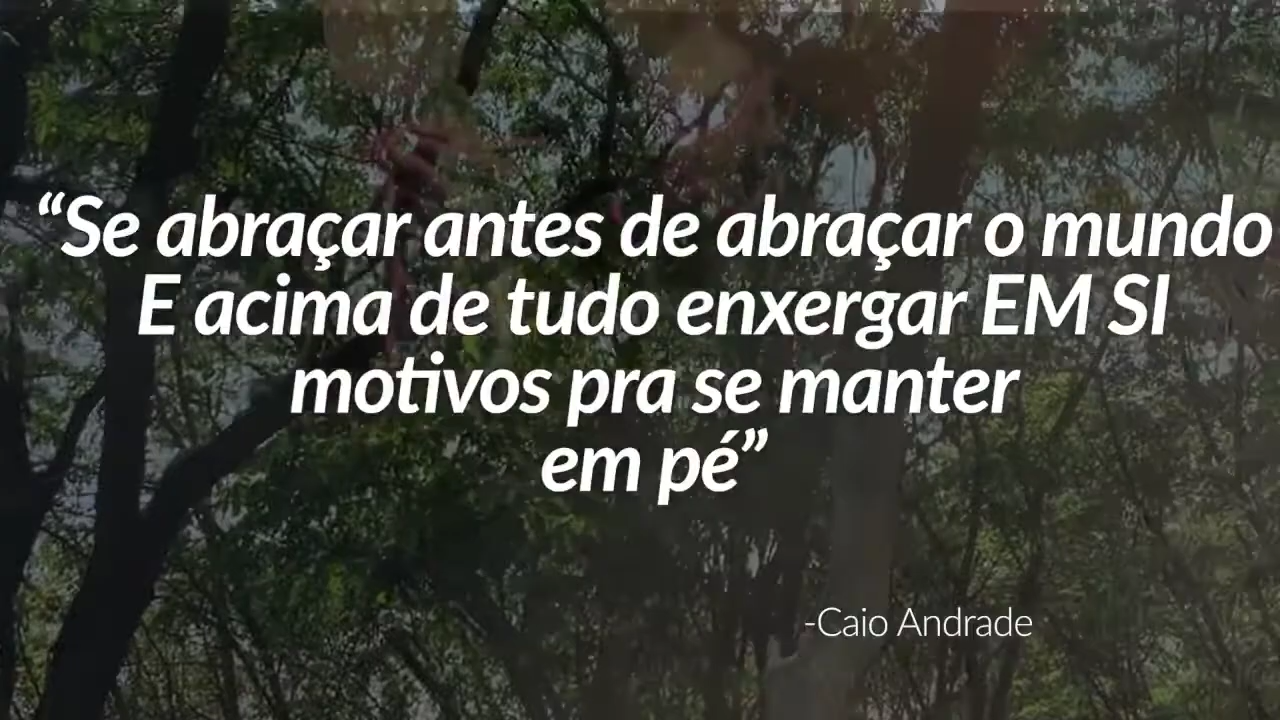 “Se abraçar antes de abraçar o mundo
E acima de tudo enxergar EM SI
motivos pra se manter
em pé”
-Caio Andrade